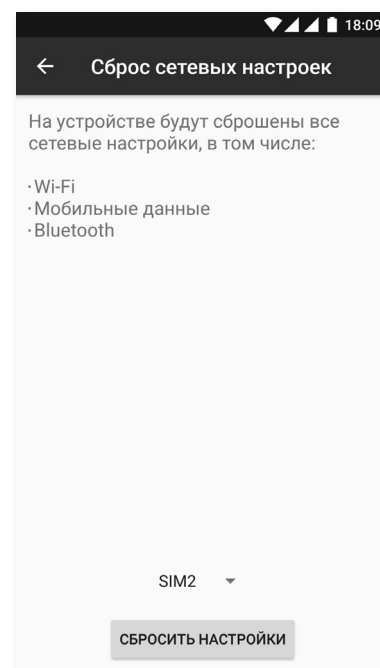 18:09
Сброс сетевых настроек
На устройстве будут сброшены все
сетевые настройки, в том числе:
· Wi-Fi
· Мобильные данные
· Bluetooth
SIM2
СБРОСИТЬ НАСТРОЙКИ